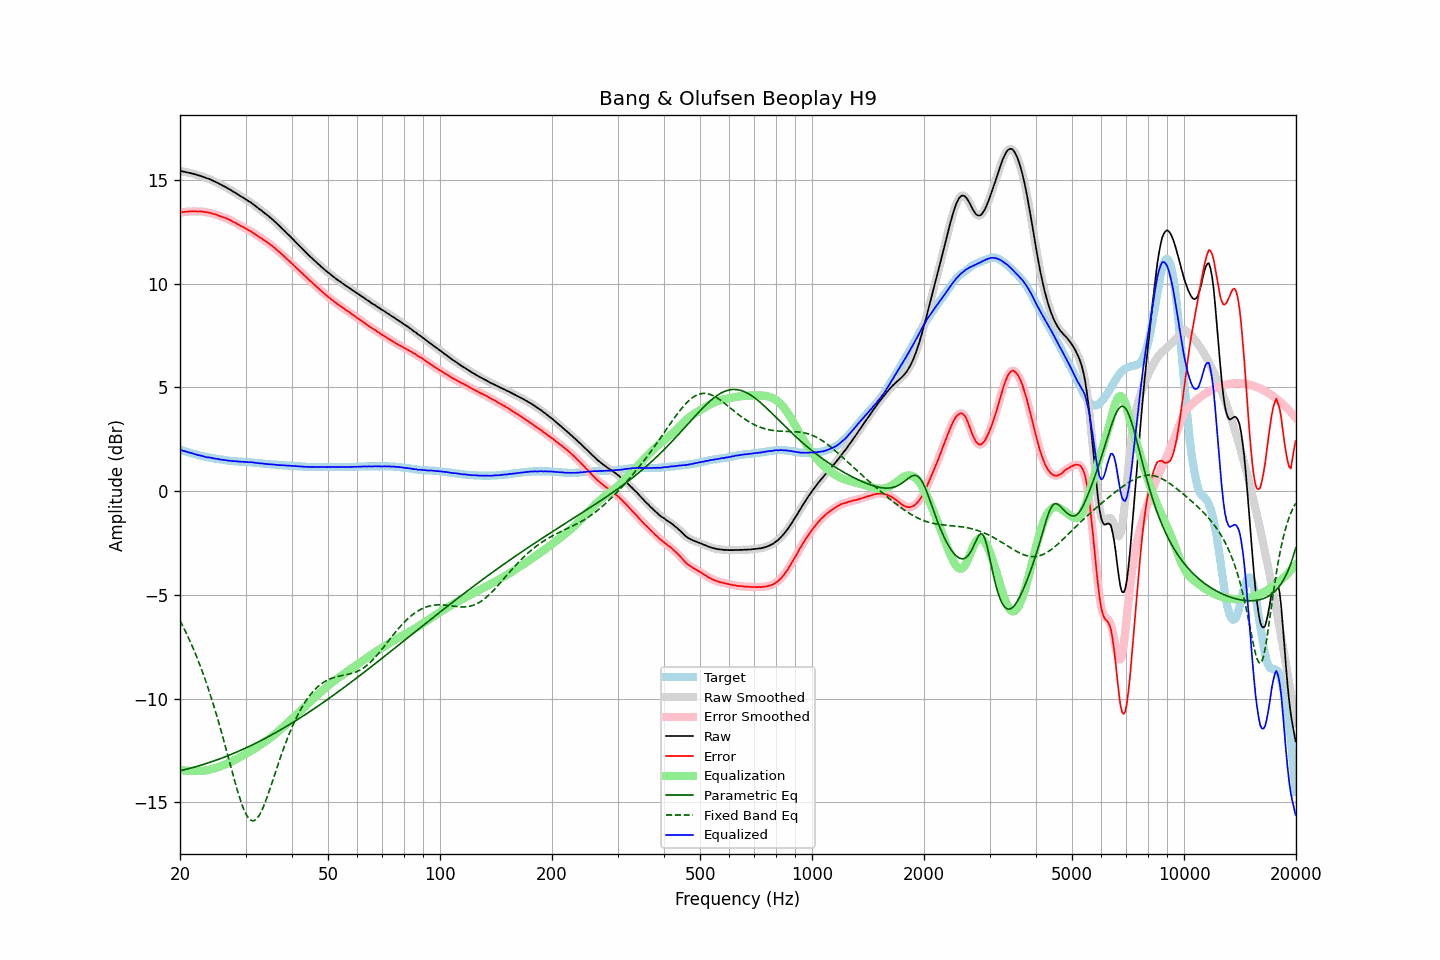 Bang & Olufsen Beoplay H9
Amplitude (dBr)
15
10
5
0
−5
−10
−15
Target
Raw Smoothed
Error Smoothed
Raw
Error
Equalization
Parametric Eq
Fixed Band Eq
Equalized
20 50 100 200 500 1000 2000 5000 10000 20000
Frequency (Hz)